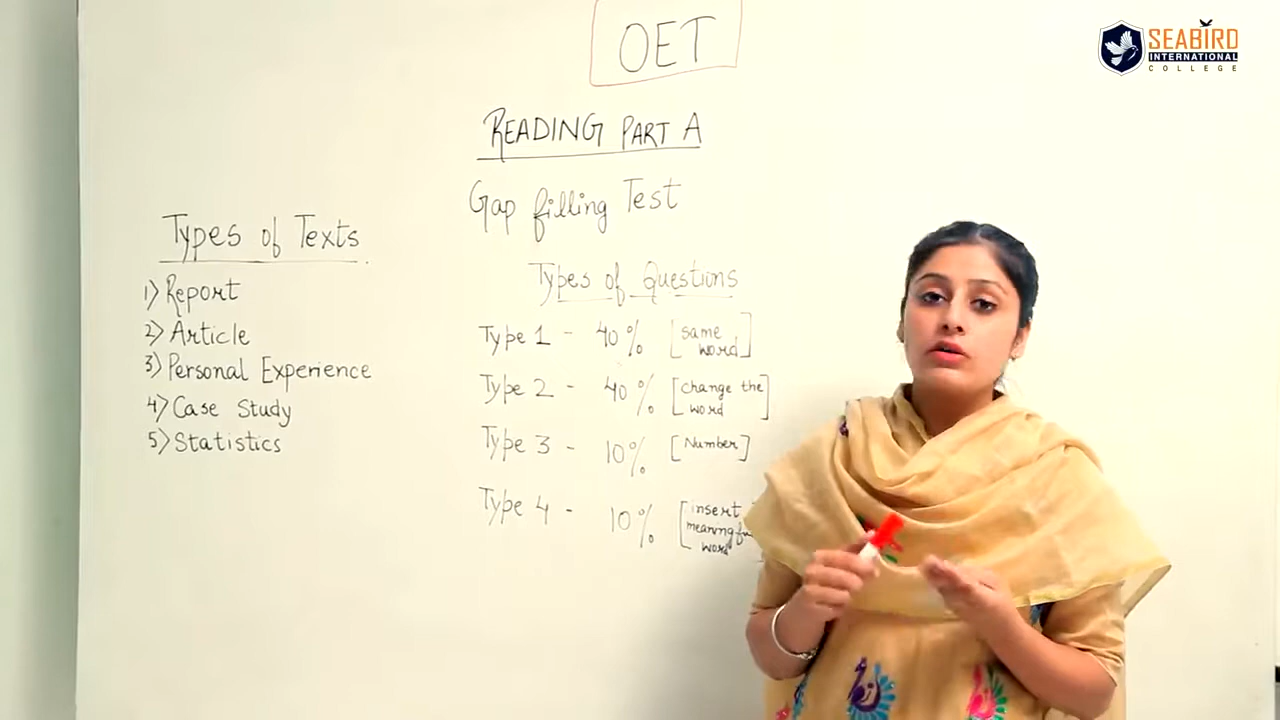 OET
SEABIRD
INTERNATIONAL
COLLEGE
READING PART A
Gap filling Test
Types of Texts
1) Report
2) Article
3) Personal Experience
4) Case Study
5) Statistics
Types of Questions
Type 1 - 40% [same
word]
Type 2 - 40% [change the
word]
Type 3 - 10% [Number]
Type 4 - 10% [insert
word